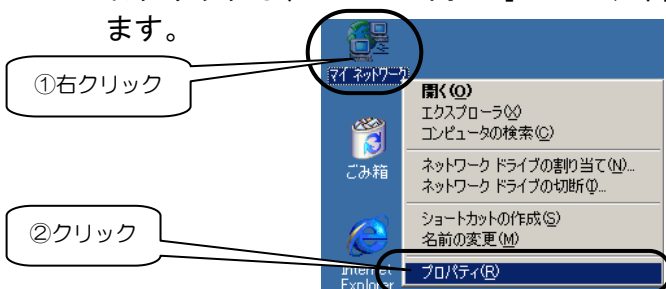 ます。
①右クリック
マイ ネットワーク
開く(O)
エクスプローラ(X)
コンピュータの検索(C)
ごみ箱
ネットワーク ドライブの割り当て(N)...
ネットワーク ドライブの切断(I)...
ショートカットの作成(S)
名前の変更(M)
②クリック
プロパティ(R)
Internet
Explorer